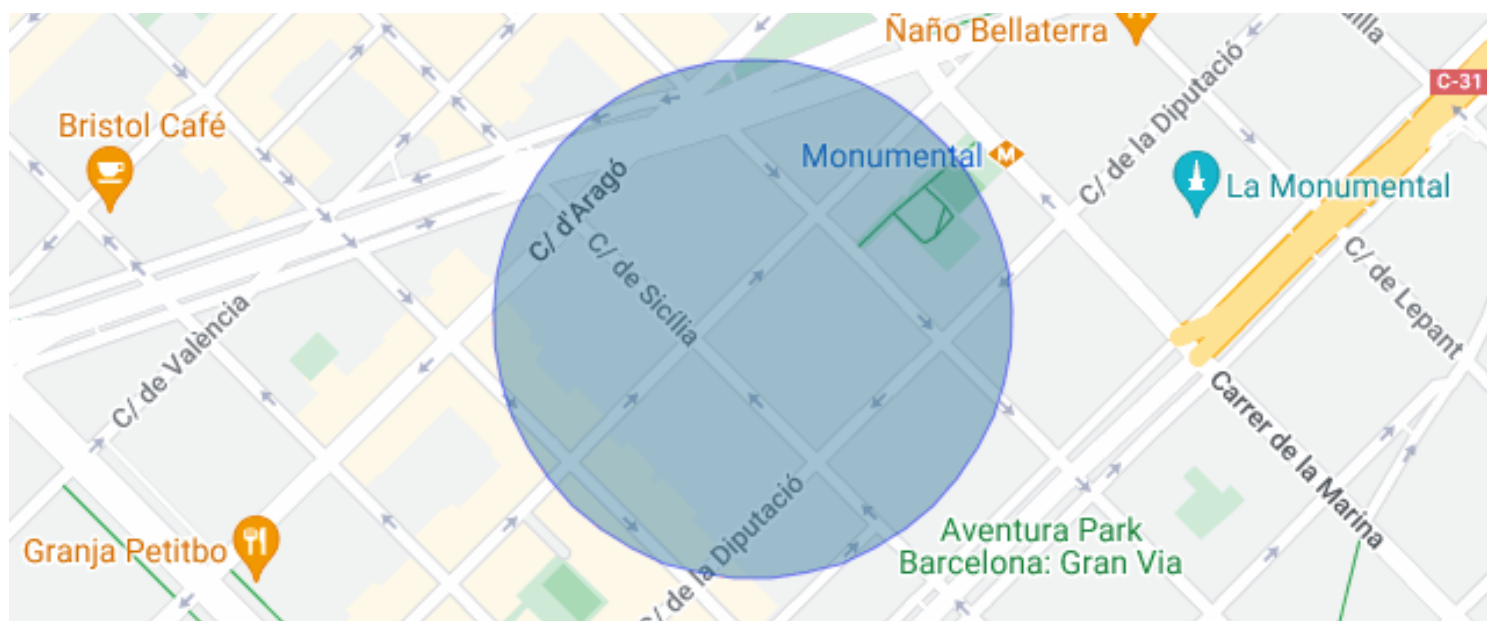 Ñaño Bellaterra
C-31
Bristol Café
Monumental
C/ de la Diputació
La Monumental
C/ d'Aragó
C/ de Sicília
C/ de Lepant
C/ de València
Carrer de la Marina
Granja Petitbo
C/ de la Diputació
Aventura Park
Barcelona: Gran Via